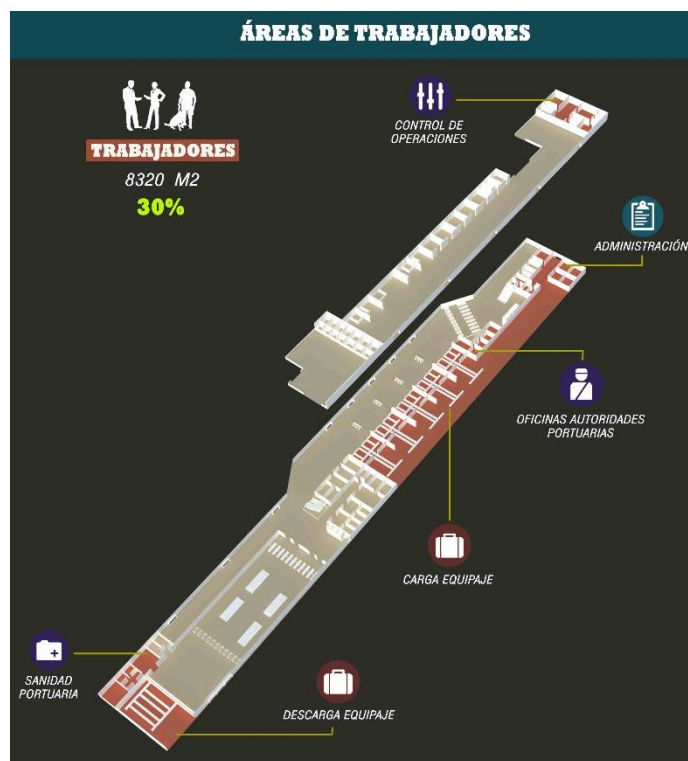 ÁREAS DE TRABAJADORES
TRABAJADORES
8320 M2
30%
CONTROL DE
OPERACIONES
ADMINISTRACIÓN
OFICINAS AUTORIDADES
PORTUARIAS
CARGA EQUIPAJE
SANIDAD
PORTUARIA
DESCARGA EQUIPAJE